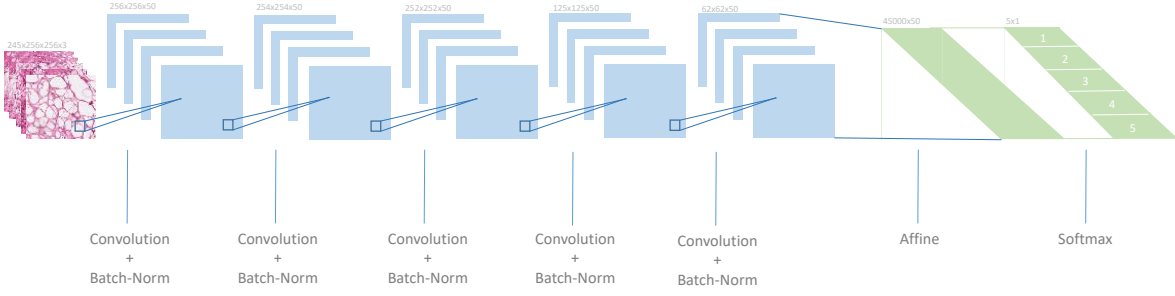 256x256x50
254x254x50
252x252x50
125x125x50
62x62x50
45000x50
5x1
245x256x256x3
1
2
3
4
5
Convolution
+
Batch-Norm
Convolution
+
Batch-Norm
Convolution
+
Batch-Norm
Convolution
+
Batch-Norm
Convolution
+
Batch-Norm
Affine
Softmax